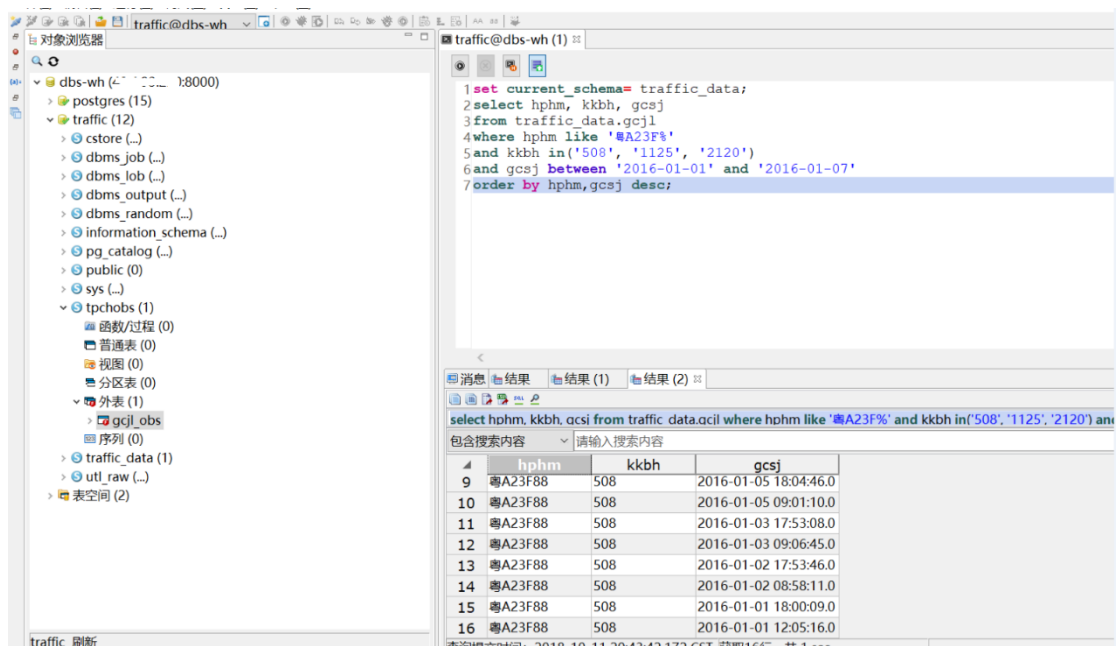 traffic@dbs-wh
对象浏览器
dbs-wh (
:8000)
postgres (15)
traffic (12)
cstore (...)
dbms_job (...)
dbms_lob (...)
dbms_output (...)
dbms_random (...)
information_schema (...)
pg_catalog (...)
public (0)
sys (...)
tpchobs (1)
函数/过程 (0)
普通表 (0)
视图 (0)
分区表 (0)
外表 (1)
gcjl_obs
序列 (0)
traffic_data (1)
utl_raw (...)
表空间 (2)
traffic 刷新
traffic@dbs-wh (1)
1 set current_schema= traffic_data;
2 select hphm, kkbh, gcsj
3 from traffic_data.gcjl
4 where hphm like '粤A23F%'
5 and kkbh in('508', '1125', '2120')
6 and gcsj between '2016-01-01' and '2016-01-07'
7 order by hphm,gcsj desc;
消息 结果 结果 (1) 结果 (2)
select hphm, kkbh, gcsj from traffic_data.gcjl where hphm like '粤A23F%' and kkbh in('508', '1125', '2120') and
包含搜索内容 请输入搜索内容
hphm kkbh gcsj
9 粤A23F88 508 2016-01-05 18:04:46.0
10 粤A23F88 508 2016-01-05 09:01:10.0
11 粤A23F88 508 2016-01-03 17:53:08.0
12 粤A23F88 508 2016-01-03 09:06:45.0
13 粤A23F88 508 2016-01-02 17:53:46.0
14 粤A23F88 508 2016-01-02 08:58:11.0
15 粤A23F88 508 2016-01-01 18:00:09.0
16 粤A23F88 508 2016-01-01 12:05:16.0